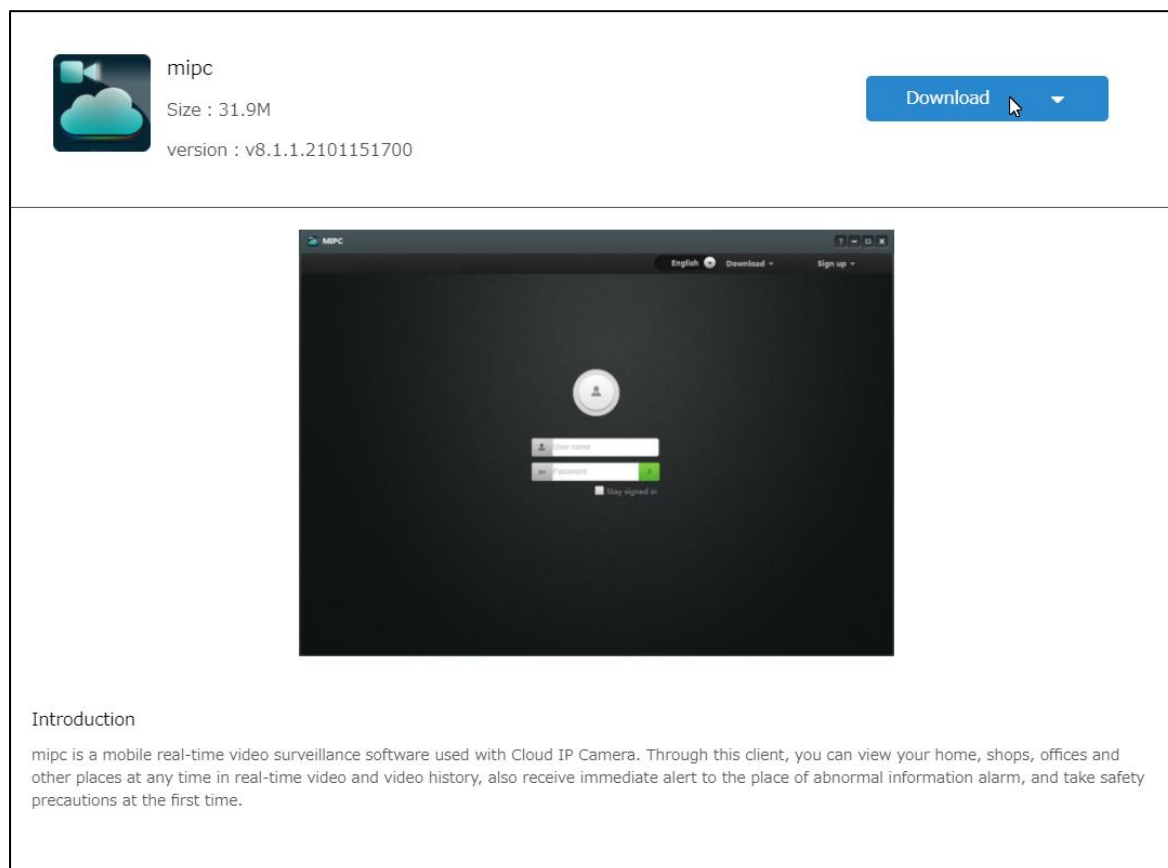 mipc
Size : 31.9M
version : v8.1.1.2101151700
Download
MIPC
English
Download
Sign up
User name
Password
Stay signed in
Introduction
mipc is a mobile real-time video surveillance software used with Cloud IP Camera. Through this client, you can view your home, shops, offices and
other places at any time in real-time video and video history, also receive immediate alert to the place of abnormal information alarm, and take safety
precautions at the first time.